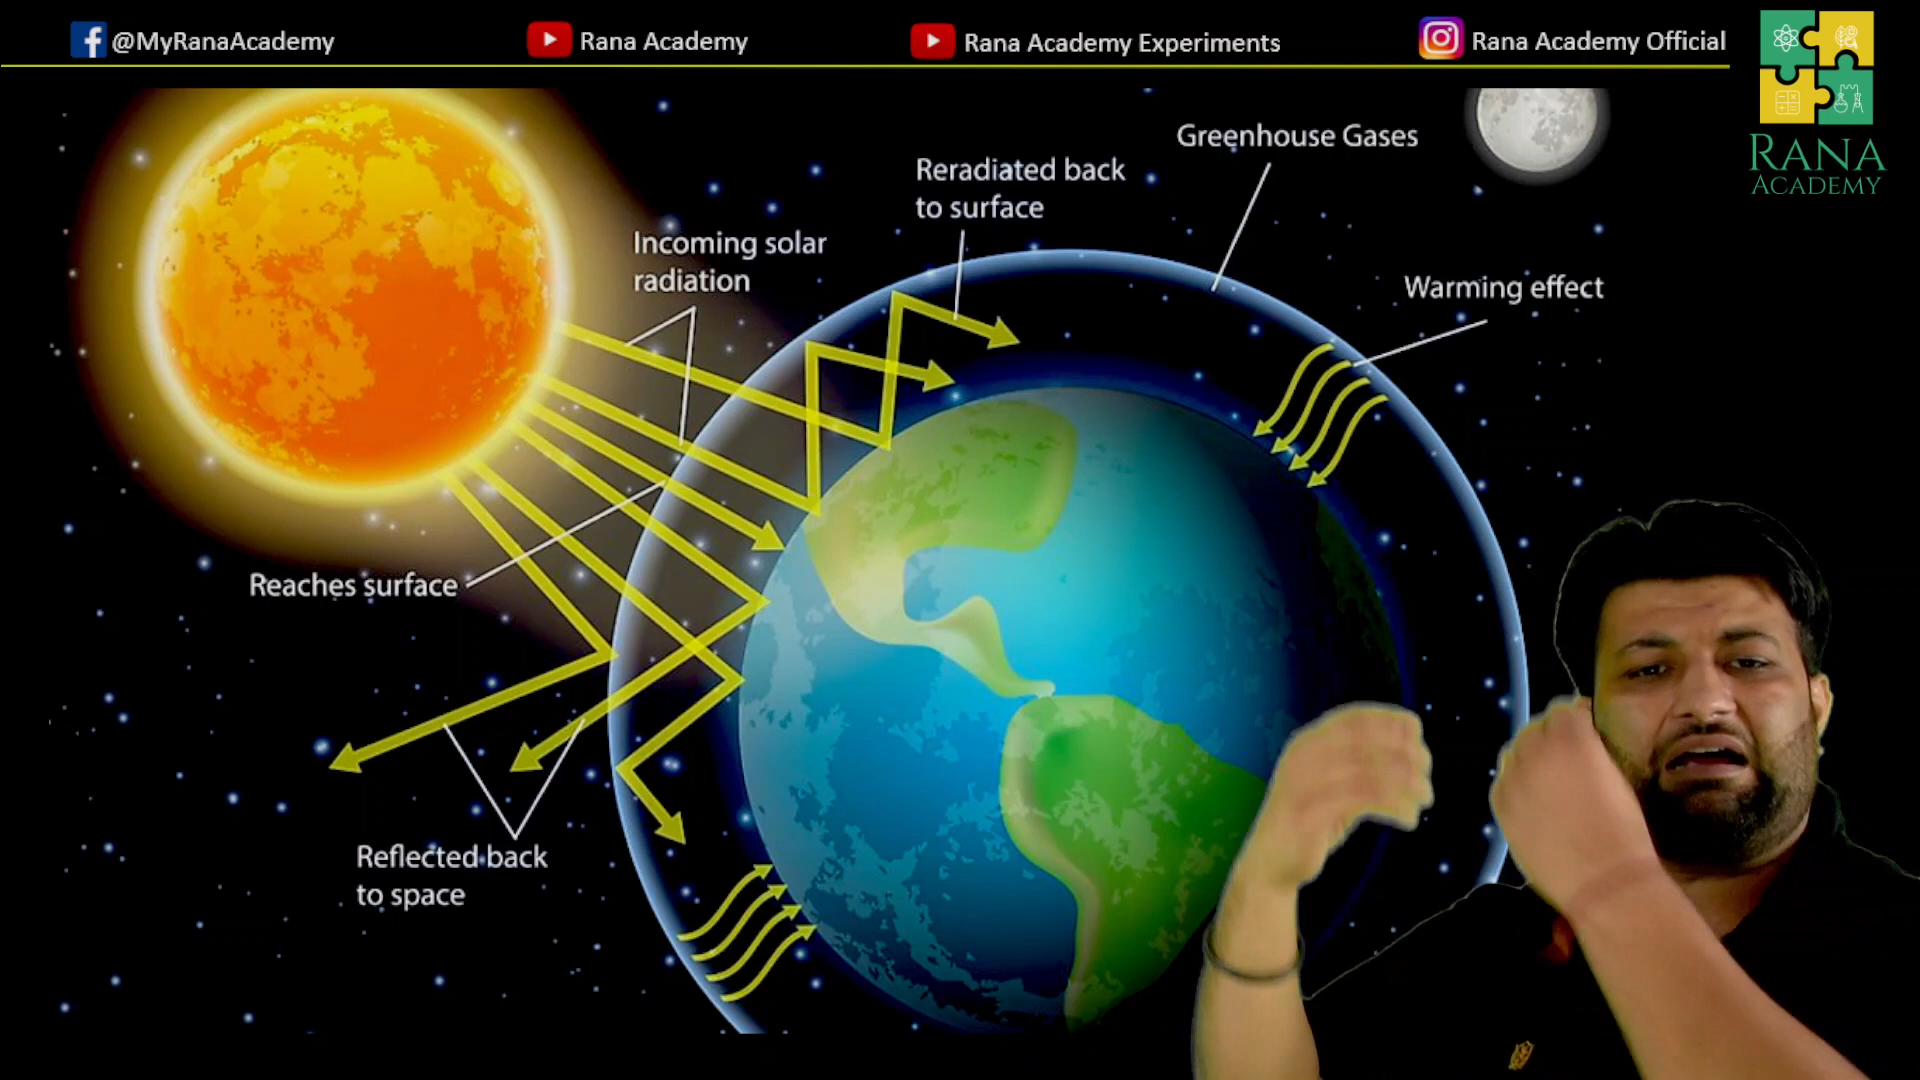 @MyRanaAcademy
Rana Academy
Rana Academy Experiments
Rana Academy Official
RANA
ACADEMY
Greenhouse Gases
Reradiated back
to surface
Incoming solar
radiation
Warming effect
Reaches surface
Reflected back
to space